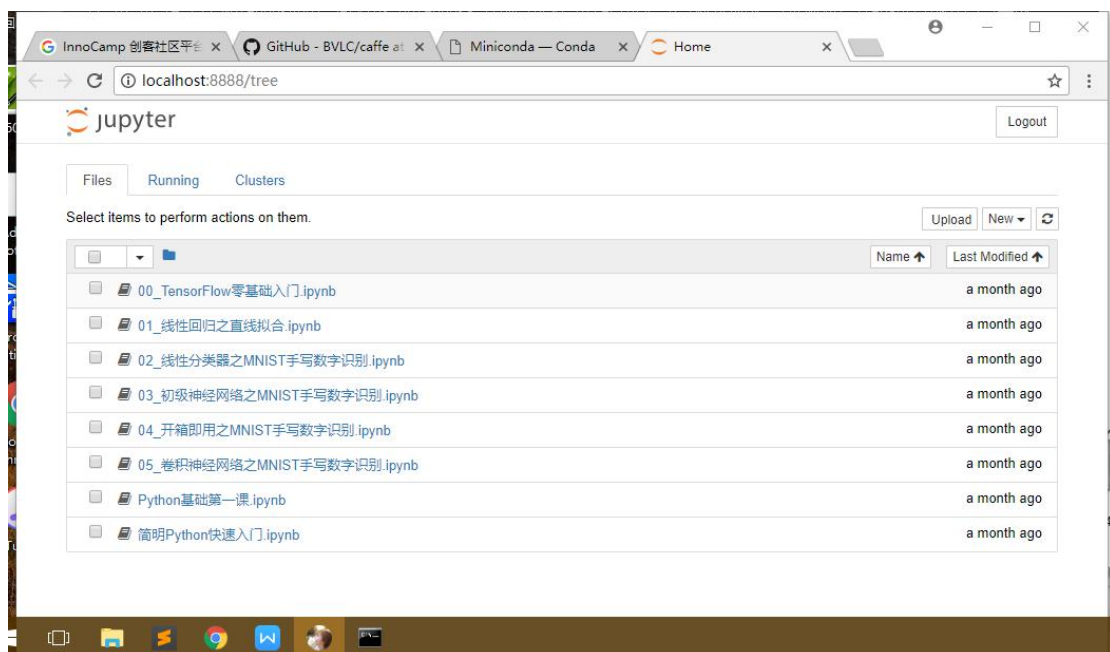 InnoCamp 创客社区平台
GitHub - BVLC/caffe at
Miniconda — Conda
Home
localhost:8888/tree
jupyter
Logout
Files
Running
Clusters
Select items to perform actions on them.
Upload
New
Name
Last Modified
00_TensorFlow零基础入门.ipynb
a month ago
01_线性回归之直线拟合.ipynb
a month ago
02_线性分类器之MNIST手写数字识别.ipynb
a month ago
03_初级神经网络之MNIST手写数字识别.ipynb
a month ago
04_开箱即用之MNIST手写数字识别.ipynb
a month ago
05_卷积神经网络之MNIST手写数字识别.ipynb
a month ago
Python基础第一课.ipynb
a month ago
简明Python快速入门.ipynb
a month ago